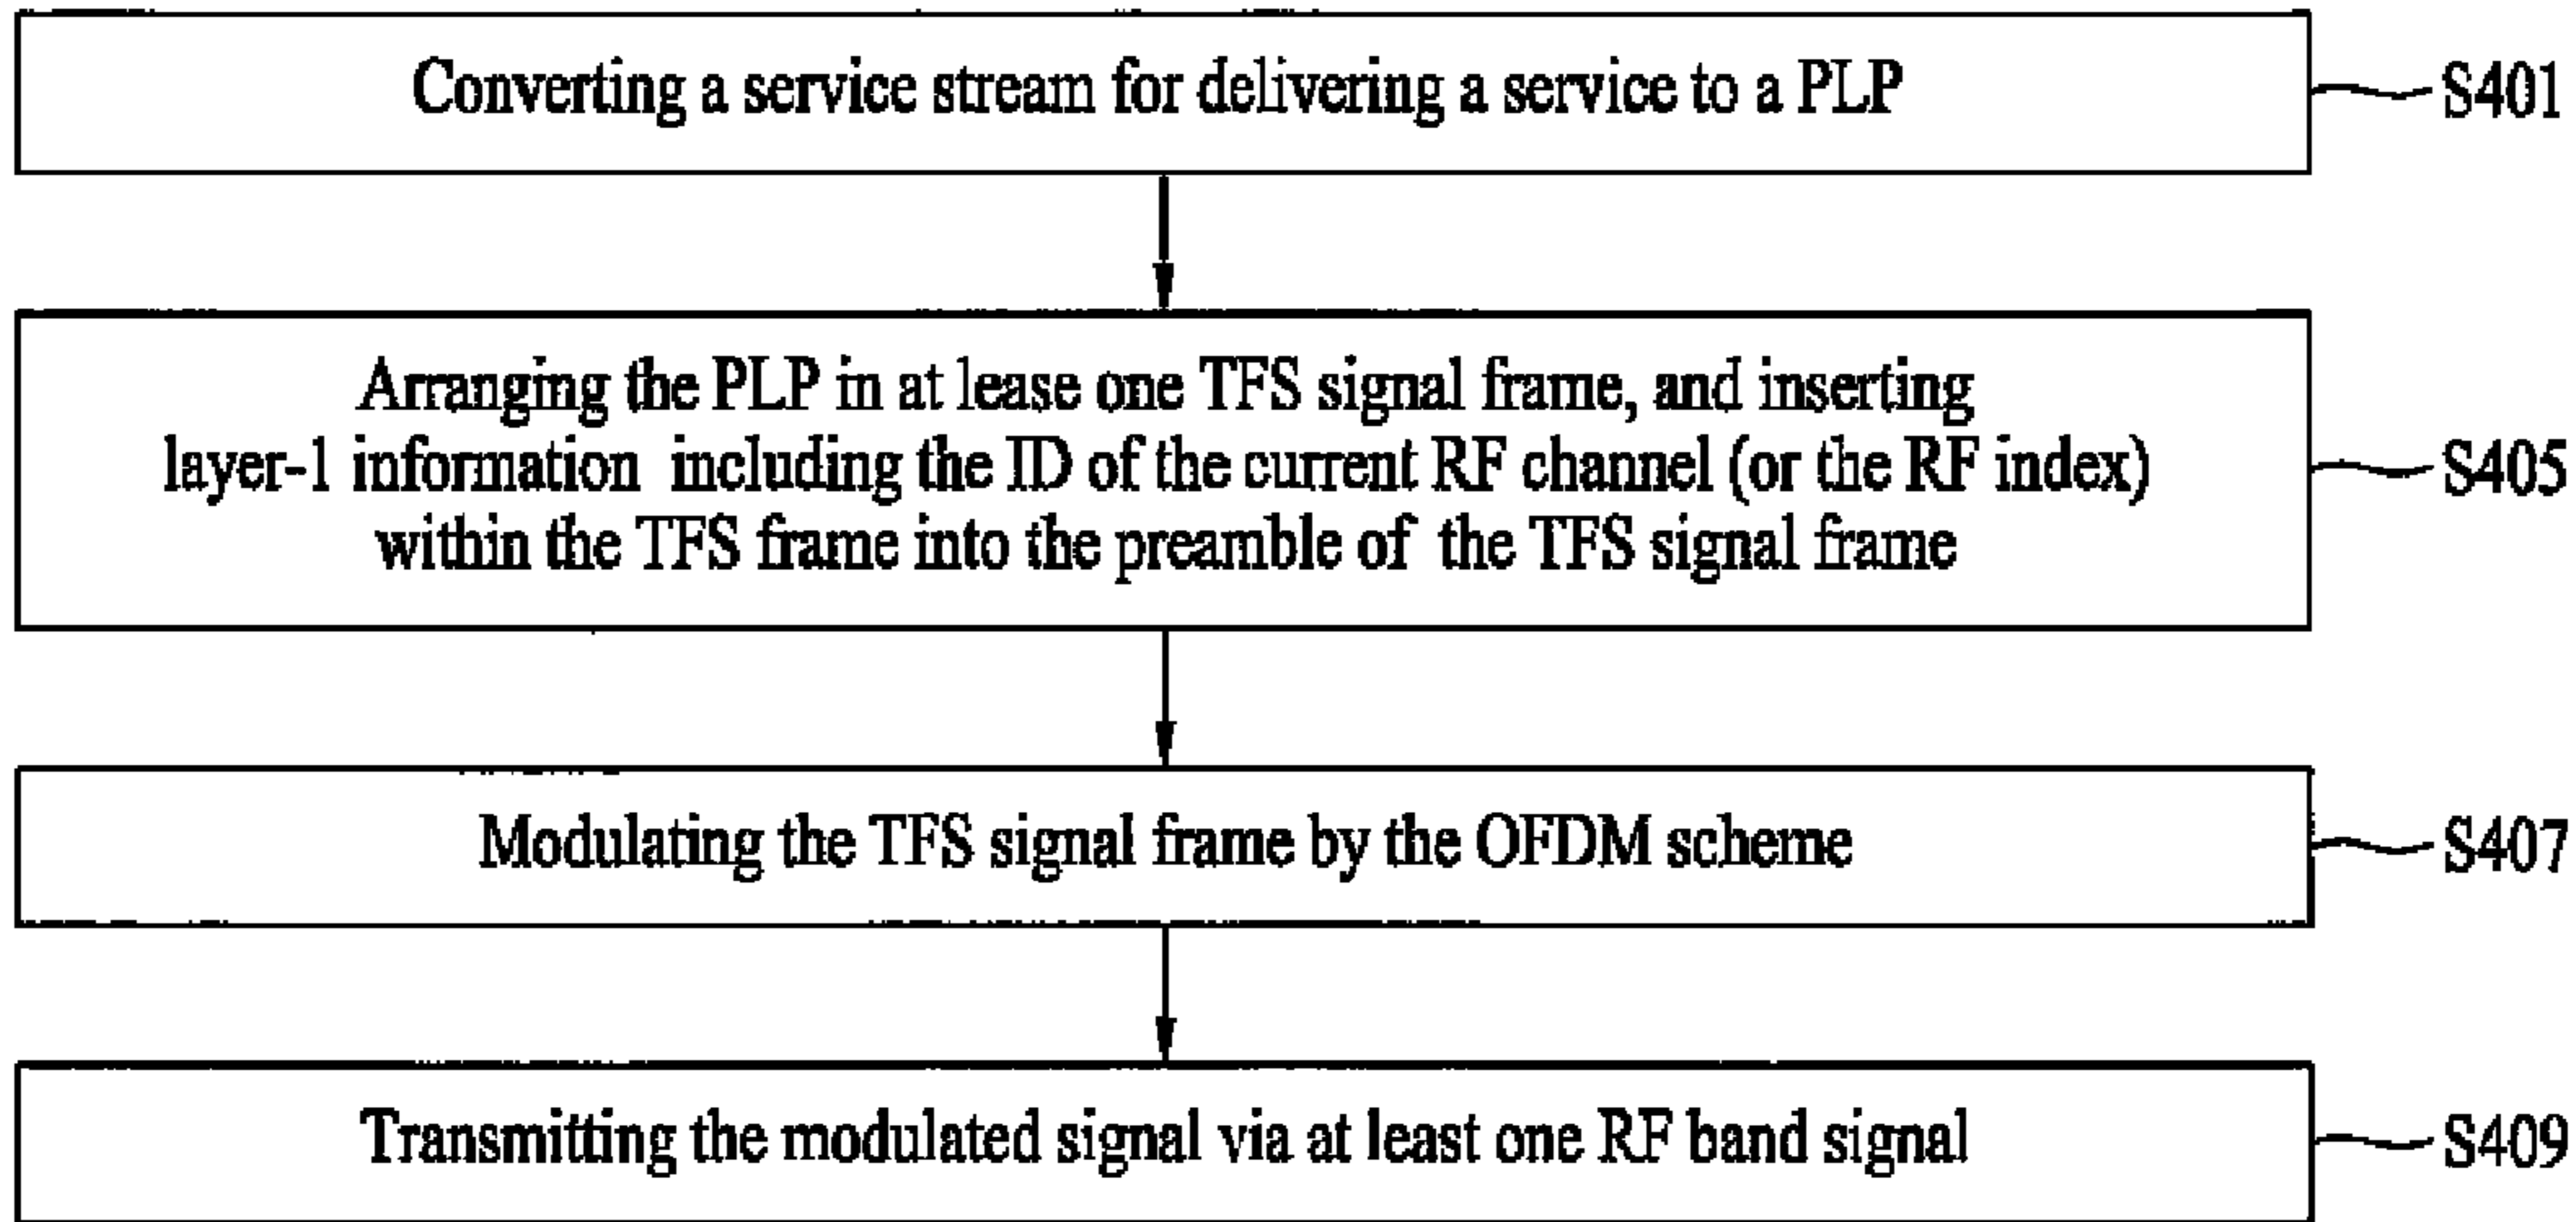 Converting a service stream for delivering a service to a PLP
S401
Arranging the PLP in at lease one TFS signal frame, and inserting
layer-1 information including the ID of the current RF channel (or the RF index)
within the TFS frame into the preamble of the TFS signal frame
S405
Modulating the TFS signal frame by the OFDM scheme
S407
Transmitting the modulated signal via at least one RF band signal
S409